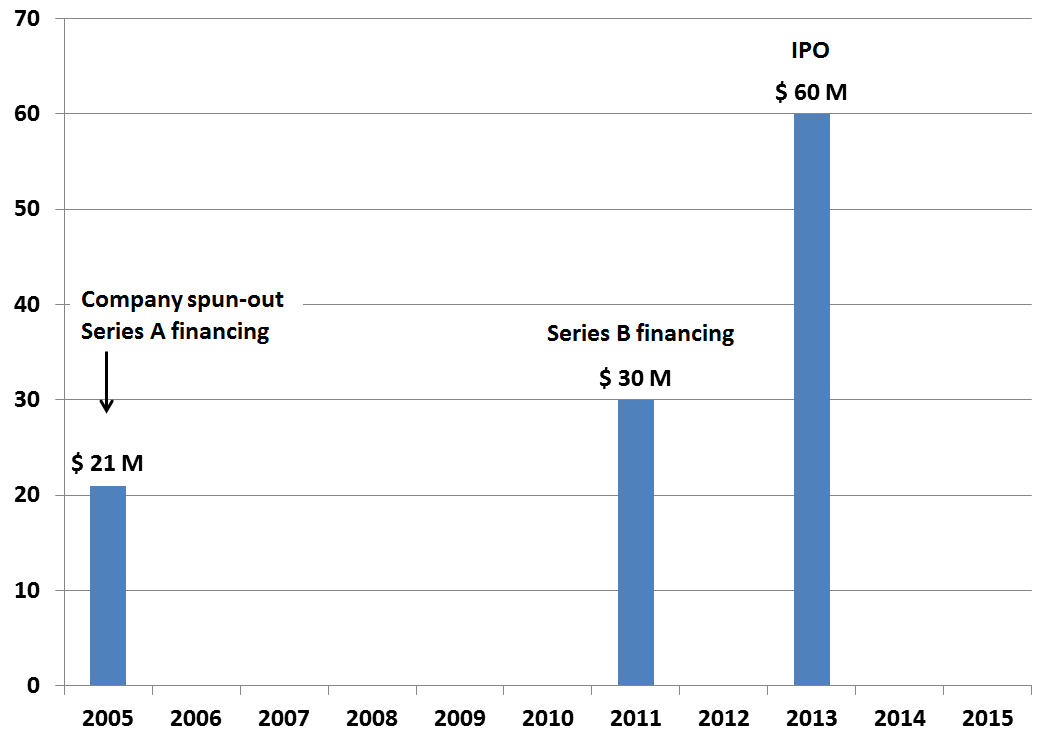 70
60
50
40
30
20
10
0
IPO
$ 60 M
Company spun-out
Series A financing
Series B financing
$ 30 M
$ 21 M
2005 2006 2007 2008 2009 2010 2011 2012 2013 2014 2015